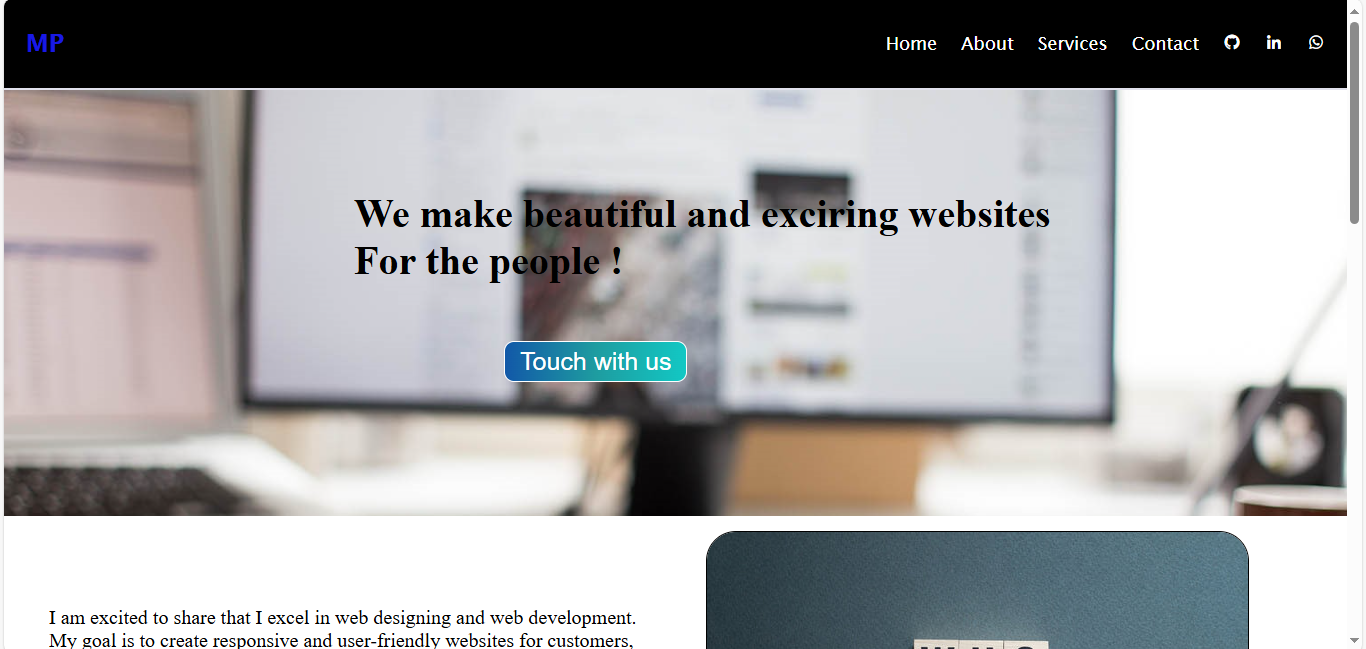 MP
Home About Services Contact
We make beautiful and exciring websites
For the people !
Touch with us
I am excited to share that I excel in web designing and web development.
My goal is to create responsive and user-friendly websites for customers,